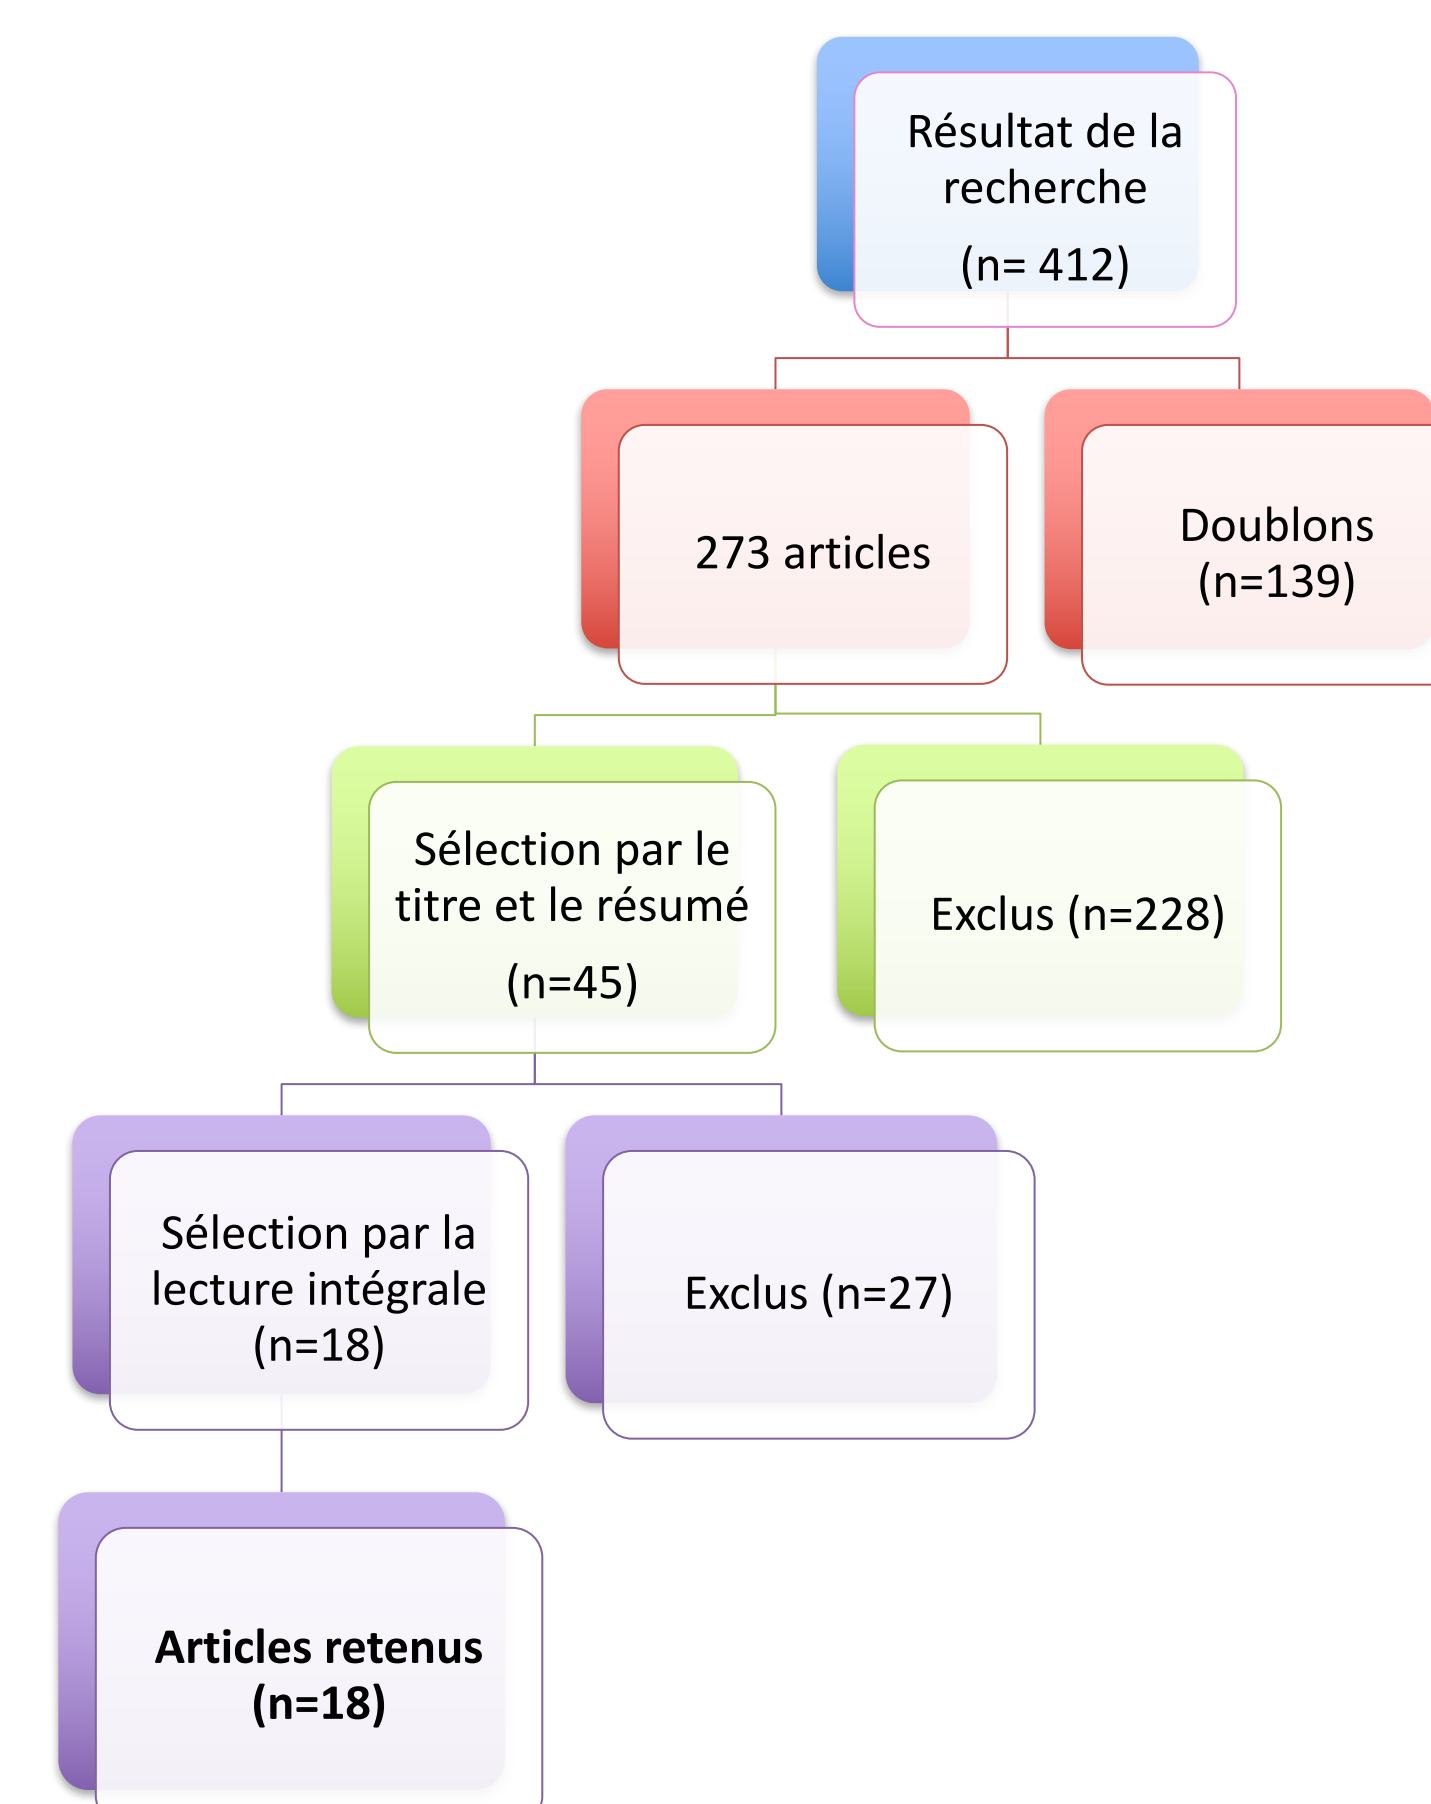 Résultat de la
recherche
(n= 412)
273 articles
Doublons
(n=139)
Sélection par le
titre et le résumé
(n=45)
Exclus (n=228)
Sélection par la
lecture intégrale
(n=18)
Exclus (n=27)
Articles retenus
(n=18)